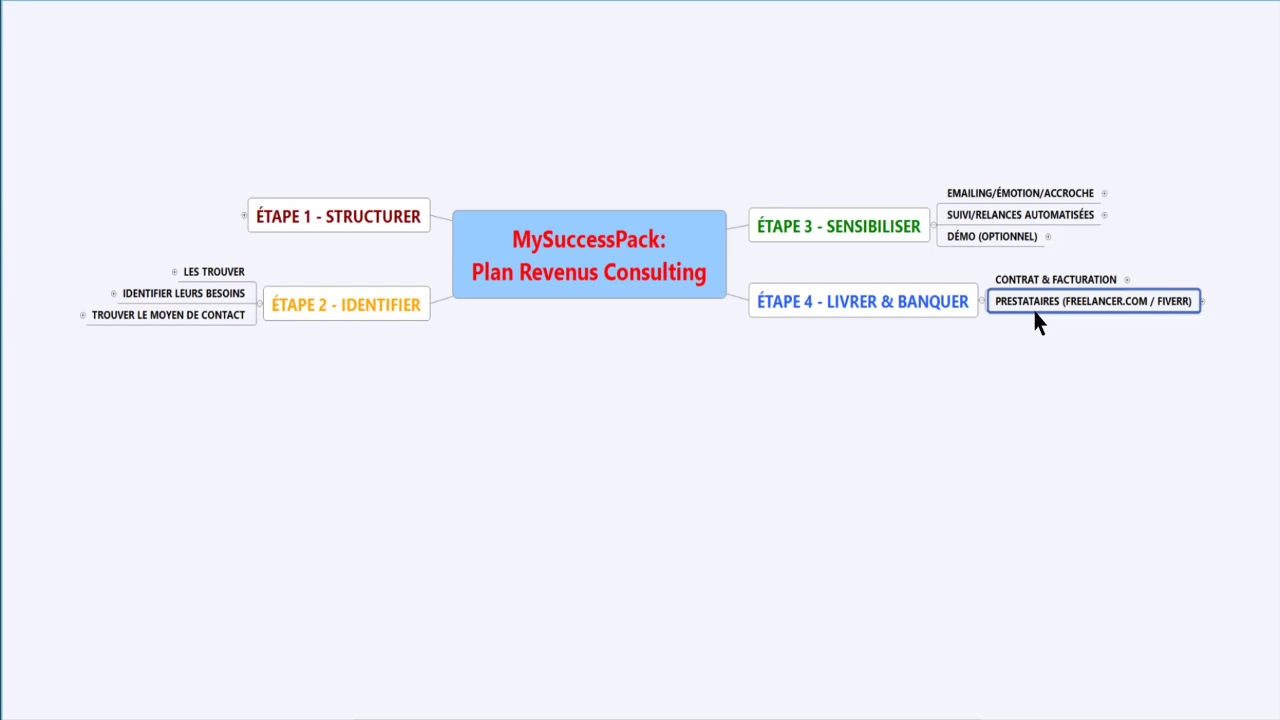 MySuccessPack:
Plan Revenus Consulting
ÉTAPE 1 - STRUCTURER
ÉTAPE 2 - IDENTIFIER
LES TROUVER
IDENTIFIER LEURS BESOINS
TROUVER LE MOYEN DE CONTACT
ÉTAPE 3 - SENSIBILISER
EMAILING/ÉMOTION/ACCROCHE
SUIVI/RELANCES AUTOMATISÉES
DÉMO (OPTIONNEL)
ÉTAPE 4 - LIVRER & BANQUER
CONTRAT & FACTURATION
PRESTATAIRES (FREELANCER.COM / FIVERR)